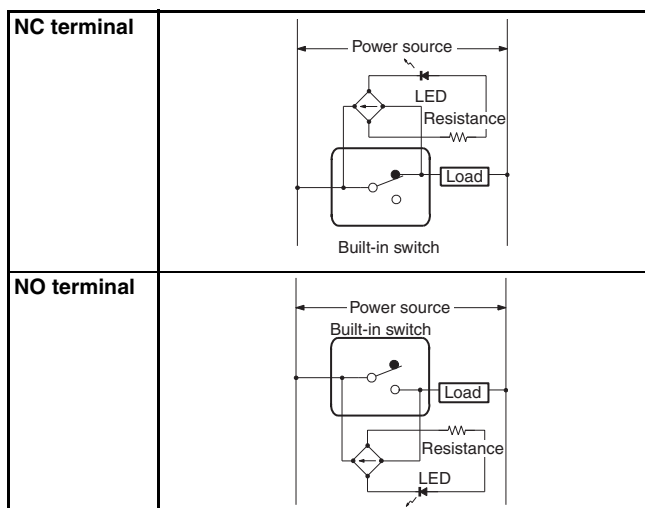 NC terminal
Power source
LED
Resistance
Load
Built-in switch
NO terminal
Power source
Built-in switch
Load
Resistance
LED